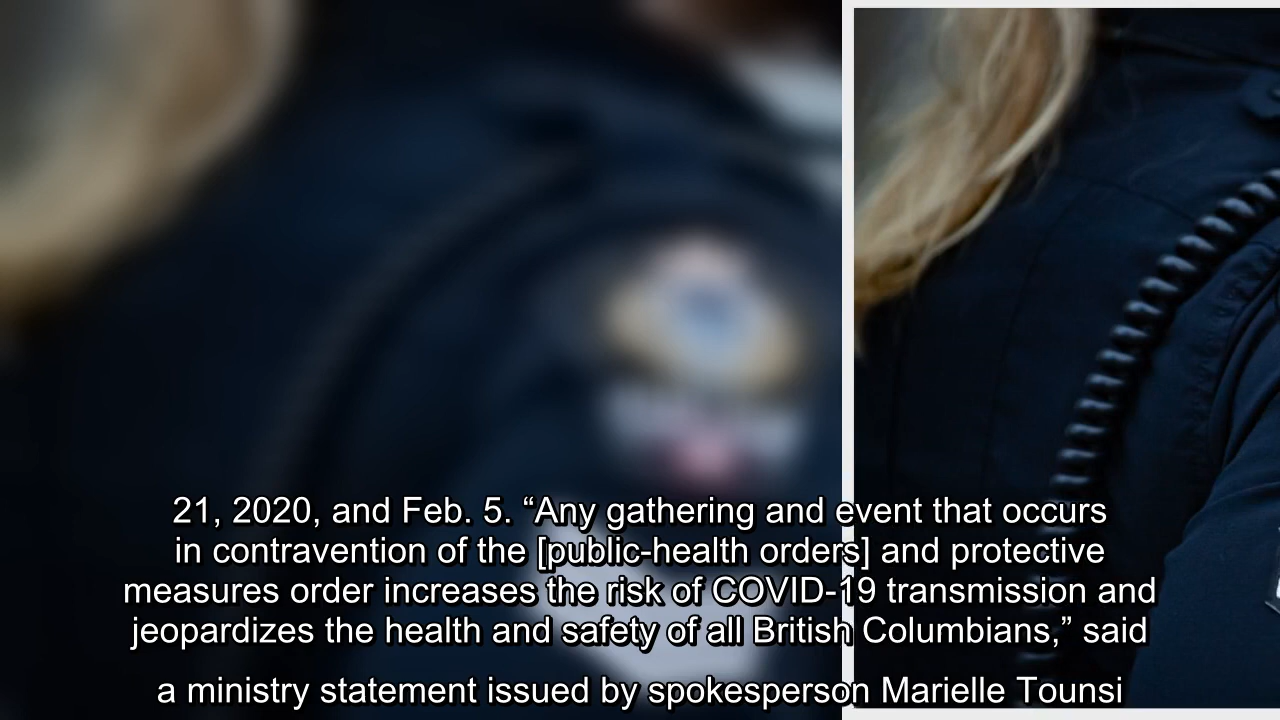 21, 2020, and Feb. 5. “Any gathering and event that occurs
in contravention of the [public-health orders] and protective
measures order increases the risk of COVID-19 transmission and
jeopardizes the health and safety of all British Columbians,” said
a ministry statement issued by spokesperson Marielle Tounsi